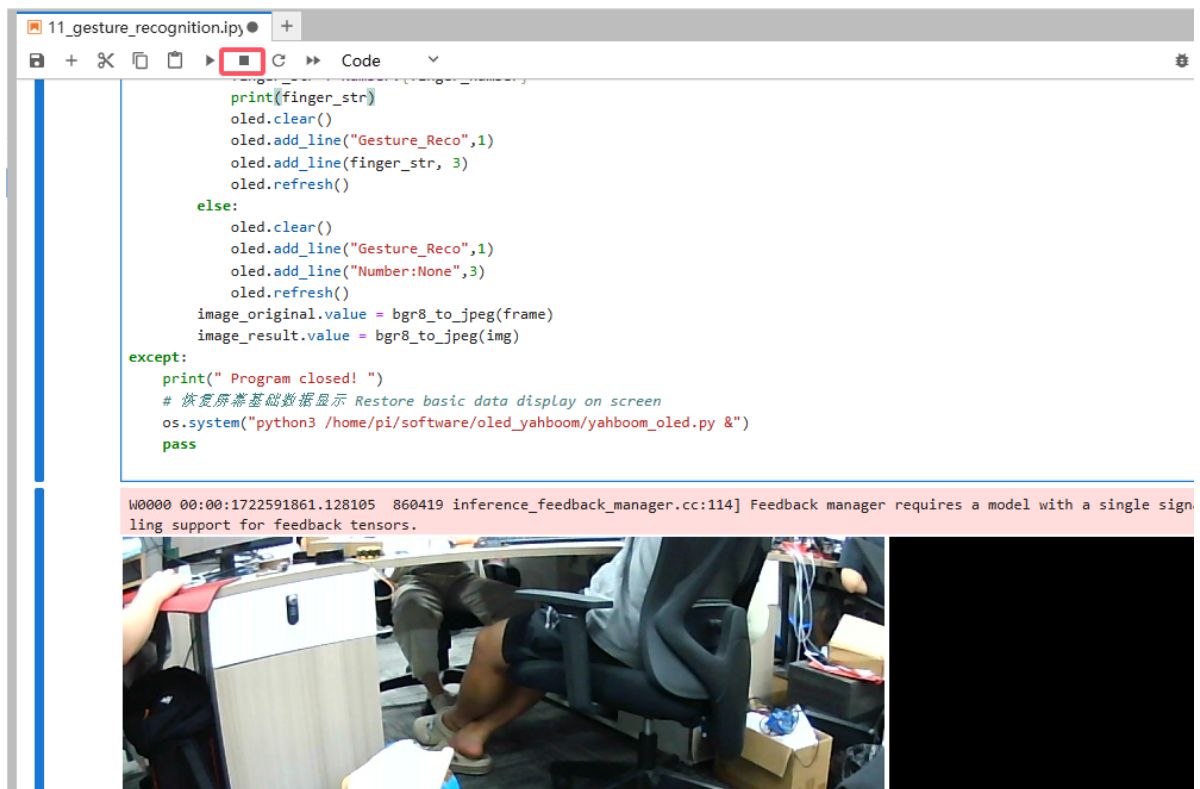 11_gesture_recognition.ipy
Code
print(finger_str)
oled.clear()
oled.add_line("Gesture_Reco",1)
oled.add_line(finger_str, 3)
oled.refresh()
else:
oled.clear()
oled.add_line("Gesture_Reco",1)
oled.add_line("Number:None",3)
oled.refresh()
image_original.value = bgr8_to_jpeg(frame)
image_result.value = bgr8_to_jpeg(img)
except:
print(" Program closed! ")
# 恢复屏幕基础数据显示 Restore basic data display on screen
os.system("python3 /home/pi/software/oled_yahboom/yahboom_oled.py &")
pass
W0000 00:00:1722591861.128105 860419 inference_feedback_manager.cc:114] Feedback manager requires a model with a single signa
ling support for feedback tensors.